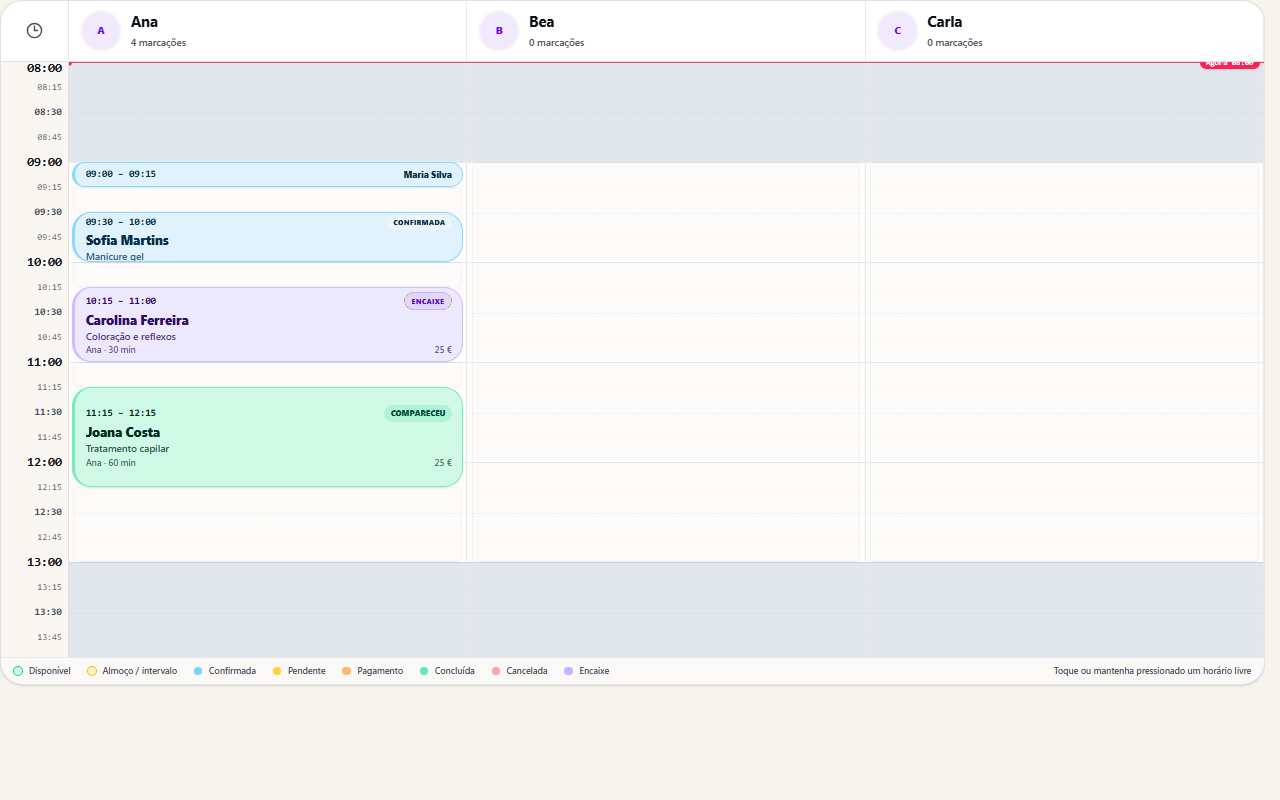 A
Ana
4 marcações
B
Bea
0 marcações
C
Carla
0 marcações
Agora 08:00
08:00
08:15
08:30
08:45
09:00
09:15
09:30
09:45
10:00
10:15
10:30
10:45
11:00
11:15
11:30
11:45
12:00
12:15
12:30
12:45
13:00
13:15
13:30
13:45
09:00 – 09:15 Maria Silva
09:30 – 10:00 CONFIRMADA
Sofia Martins
Manicure gel
10:15 – 11:00 ENCAIXE
Carolina Ferreira
Coloração e reflexos
Ana · 30 min 25 €
11:15 – 12:15 COMPARECEU
Joana Costa
Tratamento capilar
Ana · 60 min 25 €
Disponível Almoço / intervalo Confirmada Pendente Pagamento Concluída Cancelada Encaixe Toque ou mantenha pressionado um horário livre